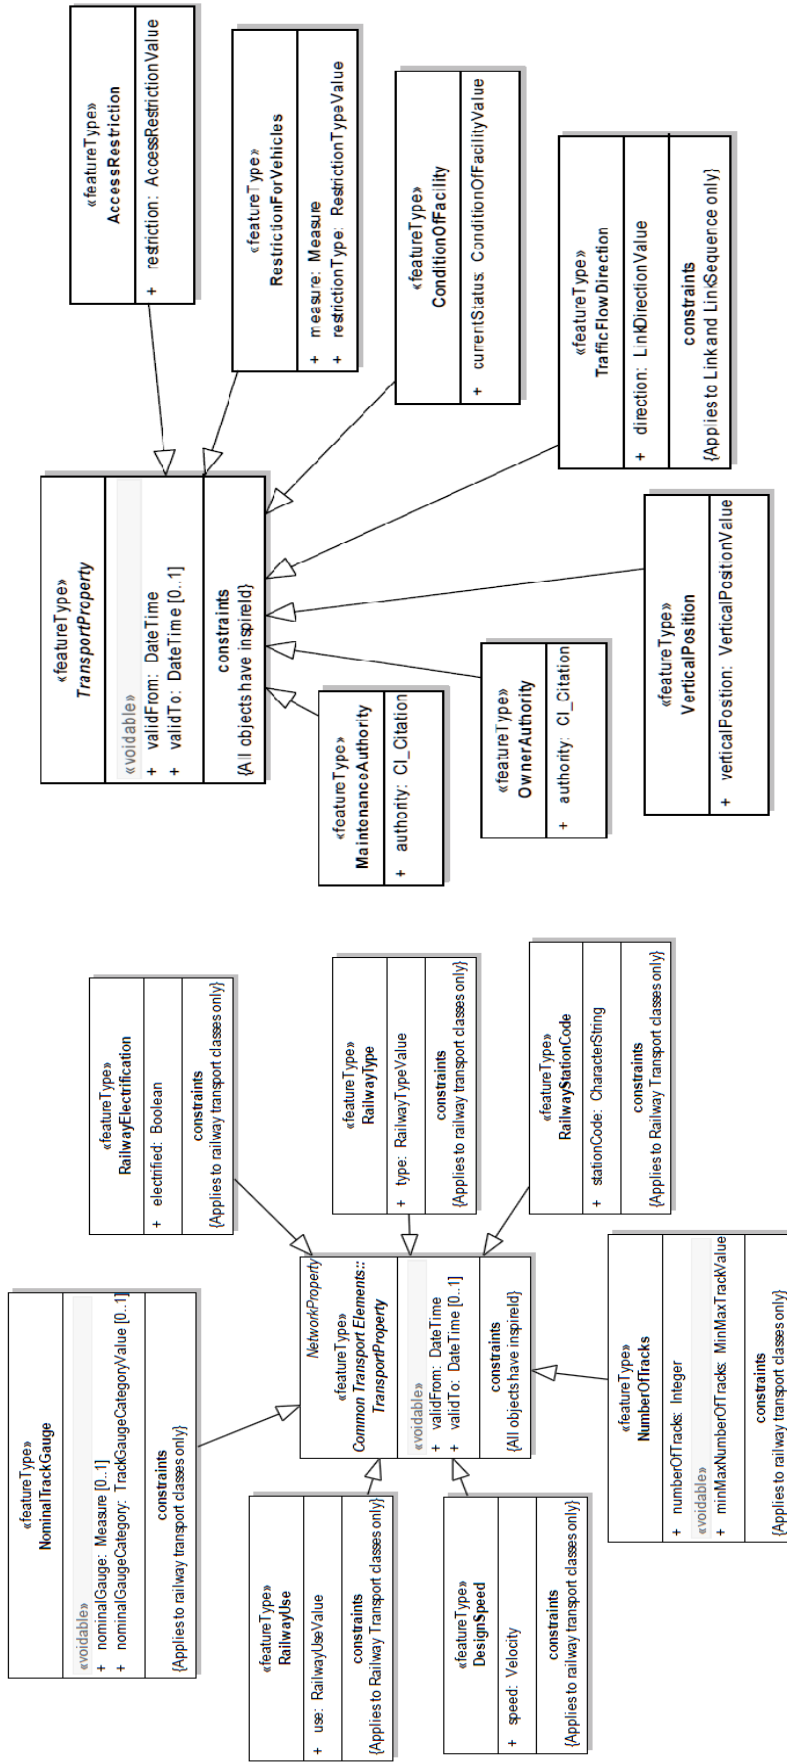 «featureType»
AccessRestriction
+ restriction: AccessRestrictionValue
«featureType»
RestrictionForVehicles
+ measure: Measure
+ restrictionType: RestrictionTypeValue
«featureType»
ConditionOfFacility
+ currentStatus: ConditionOfFacilityValue
«featureType»
TrafficFlowDirection
+ direction: LinkDirectionValue
constraints
{Applies to Link and LinkSequence only}
«featureType»
TransportProperty
«voidable»
+ validFrom: DateTime
+ validTo: DateTime [0..1]
constraints
{All objects have inspireId}
«featureType»
MaintenanceAuthority
+ authority: CI_Citation
«featureType»
OwnerAuthority
+ authority: CI_Citation
«featureType»
VerticalPosition
+ verticalPostion: VerticalPositionValue
«featureType»
RailwayElectrification
+ electrified: Boolean
constraints
{Applies to railway transport classes only}
«featureType»
RailwayType
+ type: RailwayTypeValue
constraints
{Applies to railway transport classes only}
«featureType»
RailwayStationCode
+ stationCode: CharacterString
constraints
{Applies to Railway Transport classes only}
«featureType»
NominalTrackGauge
«voidable»
+ nominalGauge: Measure [0..1]
+ nominalGaugeCategory: TrackGaugeCategoryValue [0..1]
constraints
{Applies to railway transport classes only}
NetworkProperty
«featureType»
Common Transport Elements::
TransportProperty
«voidable»
+ validFrom: DateTime
+ validTo: DateTime [0..1]
constraints
{All objects have inspireId}
«featureType»
NumberOfTracks
+ numberOfTracks: Integer
«voidable»
+ minMaxNumberOfTracks: MinMaxTrackValue
constraints
{Applies to railway transport classes only}
«featureType»
RailwayUse
+ use: RailwayUseValue
constraints
{Applies to Railway Transport classes only}
«featureType»
DesignSpeed
+ speed: Velocity
constraints
{Applies to railway transport classes only}